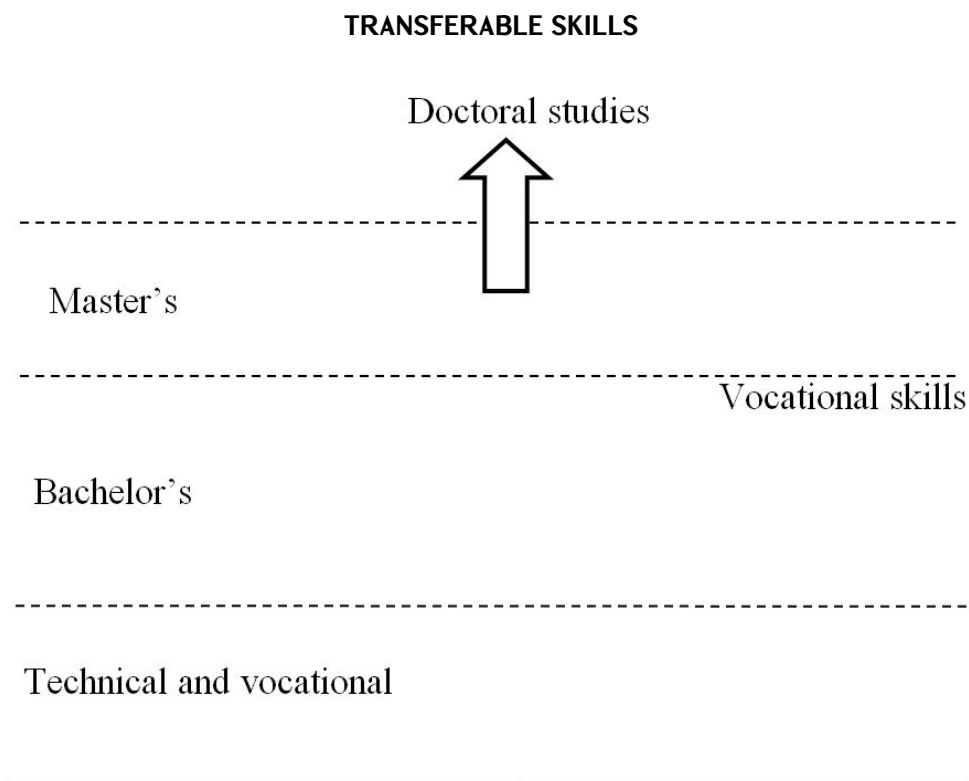 TRANSFERABLE SKILLS
Doctoral studies
Master’s
Vocational skills
Bachelor’s
Technical and vocational